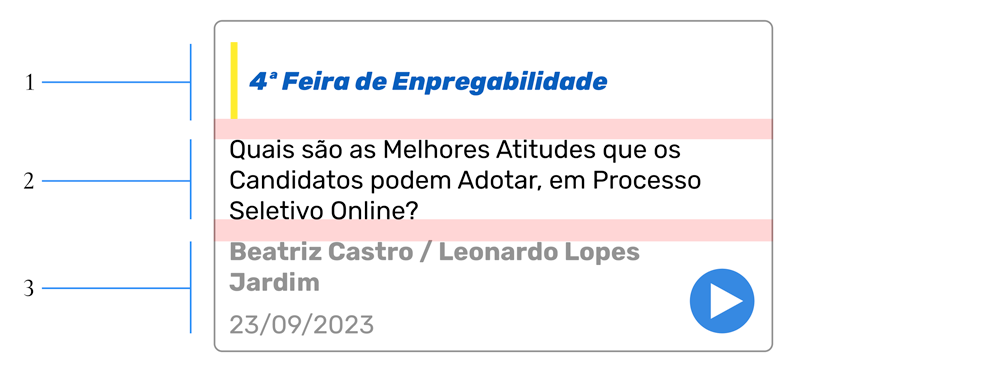 1
4ª Feira de Enpregabilidade
2
Quais são as Melhores Atitudes que os
Candidatos podem Adotar, em Processo
Seletivo Online?
3
Beatriz Castro / Leonardo Lopes
Jardim
23/09/2023